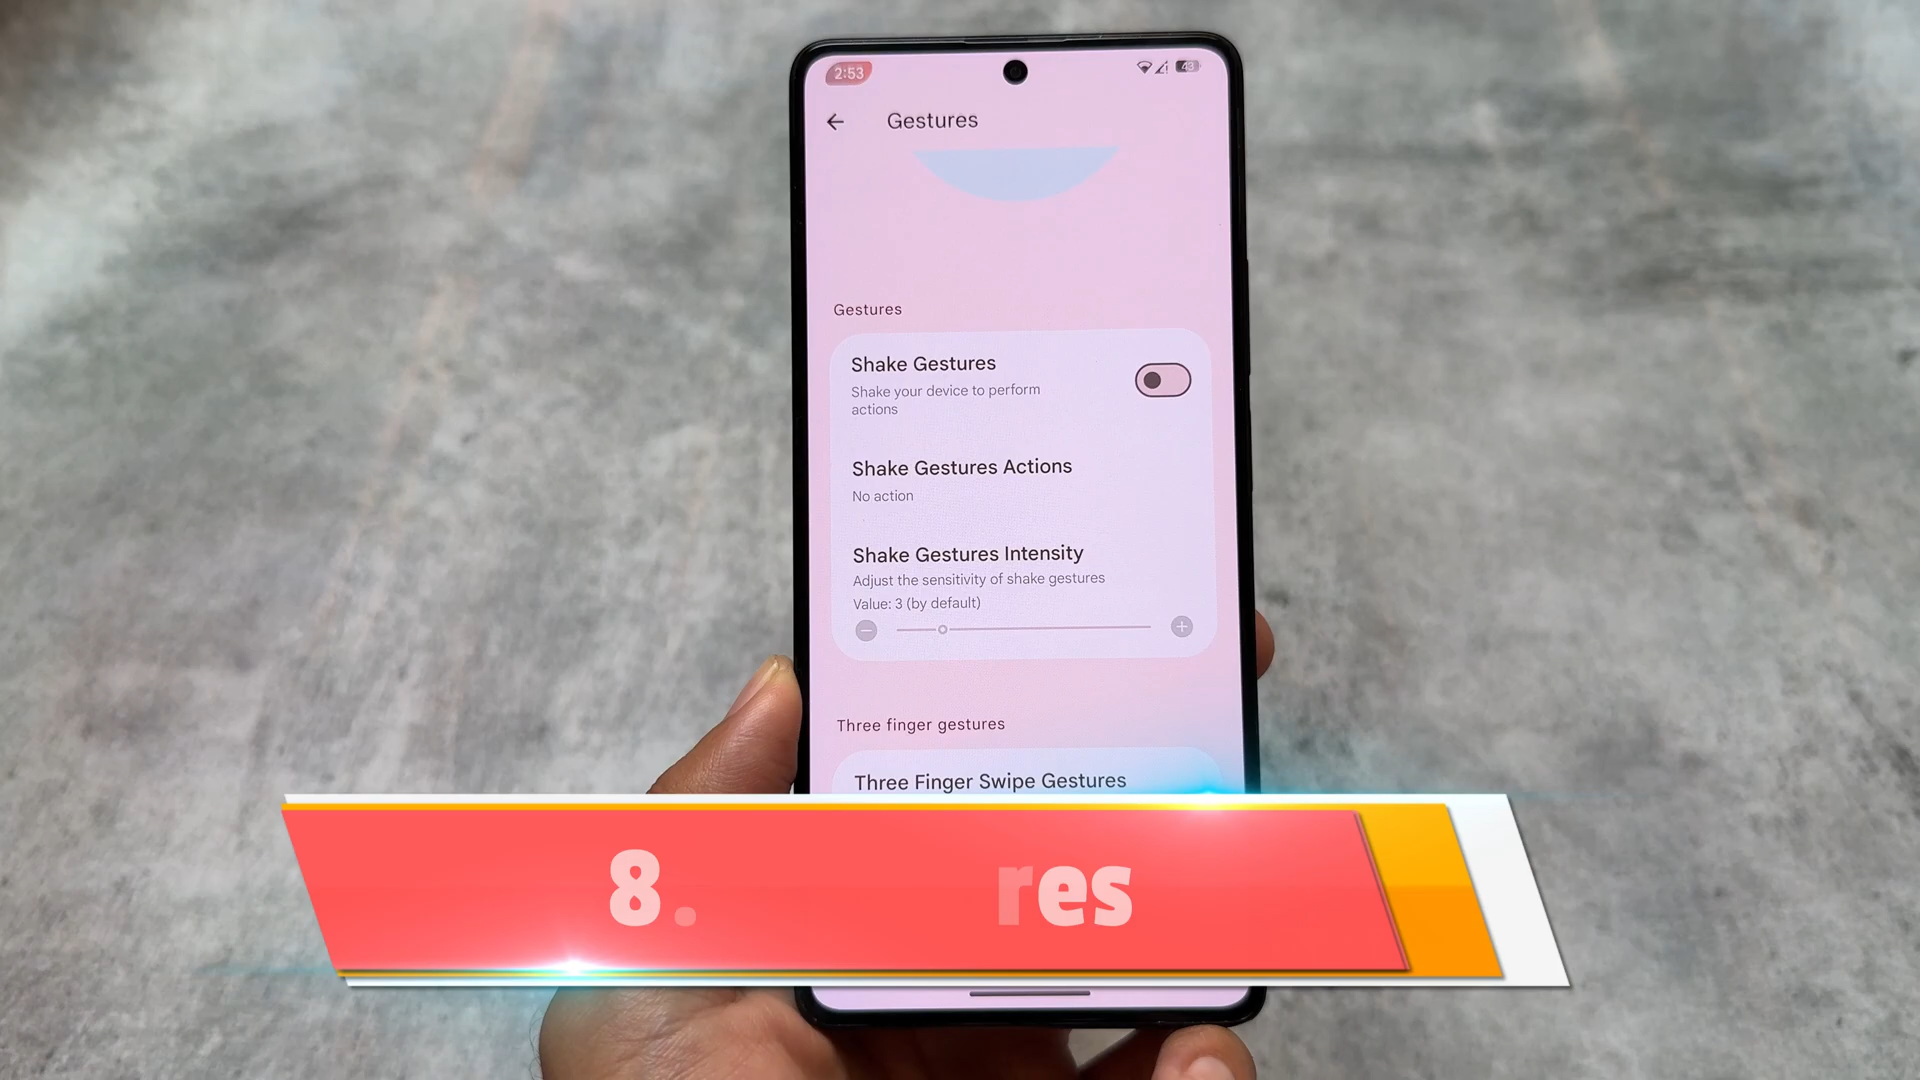 2:53
43
Gestures
Gestures
Shake Gestures
Shake your device to perform
actions
Shake Gestures Actions
No action
Shake Gestures Intensity
Adjust the sensitivity of shake gestures
Value: 3 (by default)
Three finger gestures
Three Finger Swipe Gestures
8. res